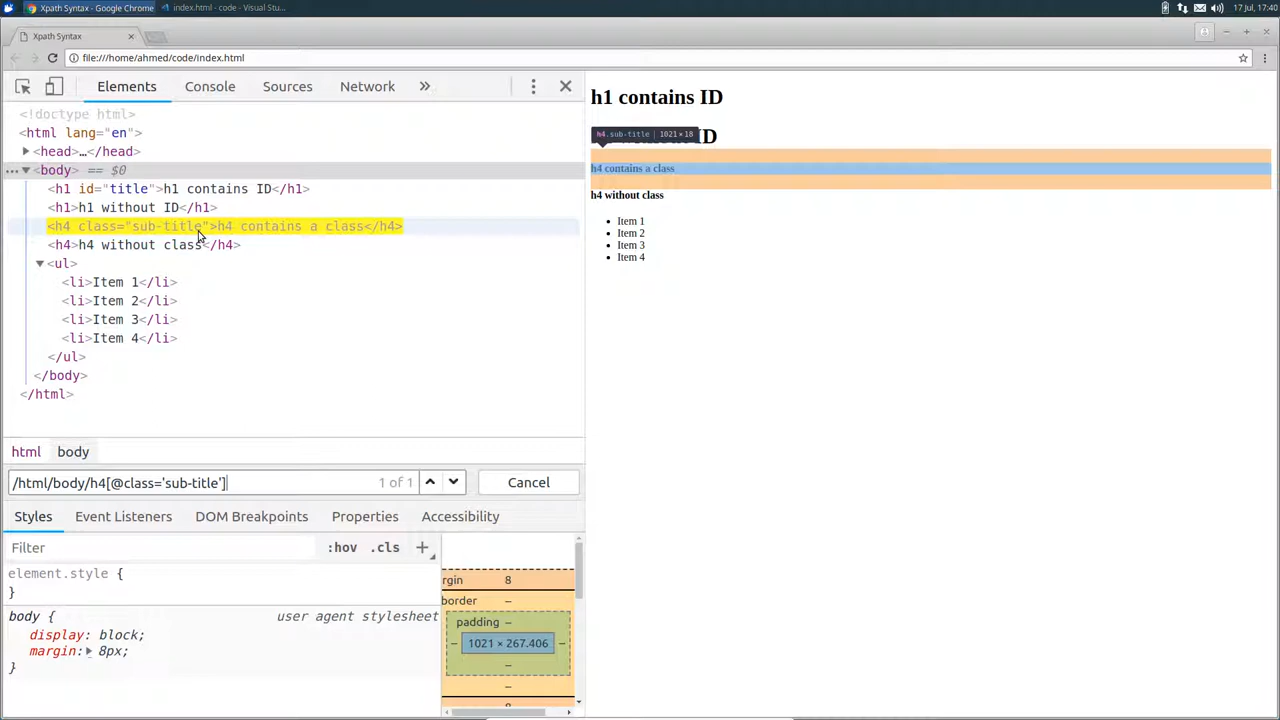 Xpath Syntax - Google Chrome
index.html - code - Visual Stu...
17 Jul, 17:40
Xpath Syntax
file:///home/ahmed/code/index.html
Elements
Console
Sources
Network
<!doctype html>
<html lang="en">
<head>…</head>
<body> == $0
<h1 id="title">h1 contains ID</h1>
<h1>h1 without ID</h1>
<h4 class="sub-title">h4 contains a class</h4>
<h4>h4 without class</h4>
<ul>
<li>Item 1</li>
<li>Item 2</li>
<li>Item 3</li>
<li>Item 4</li>
</ul>
</body>
</html>
html body
/html/body/h4[@class='sub-title']
1 of 1
Cancel
Styles
Event Listeners
DOM Breakpoints
Properties
Accessibility
Filter
:hov .cls
element.style {
}
body {
user agent stylesheet
display: block;
margin: 8px;
}
8
border –
padding –
– 1021 × 267.406 –
–
–
h1 contains ID
h4.sub-title | 1021×18
ID
h4 contains a class
h4 without class
• Item 1
• Item 2
• Item 3
• Item 4